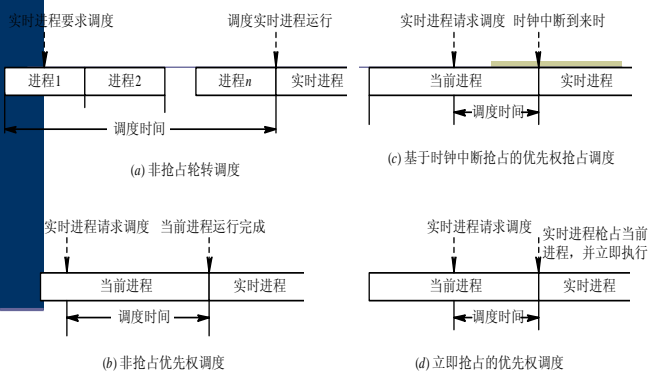 实时进程要求调度
调度实时进程运行
进程1
进程2
进程n
实时进程
调度时间
(a) 非抢占轮转调度
实时进程请求调度
时钟中断到来时
当前进程
实时进程
调度时间
(c) 基于时钟中断抢占的优先权抢占调度
实时进程请求调度
当前进程运行完成
当前进程
实时进程
调度时间
(b) 非抢占优先权调度
实时进程请求调度
实时进程枪占当前
进程，并立即执行
当前进程
实时进程
调度时间
(d) 立即抢占的优先权调度